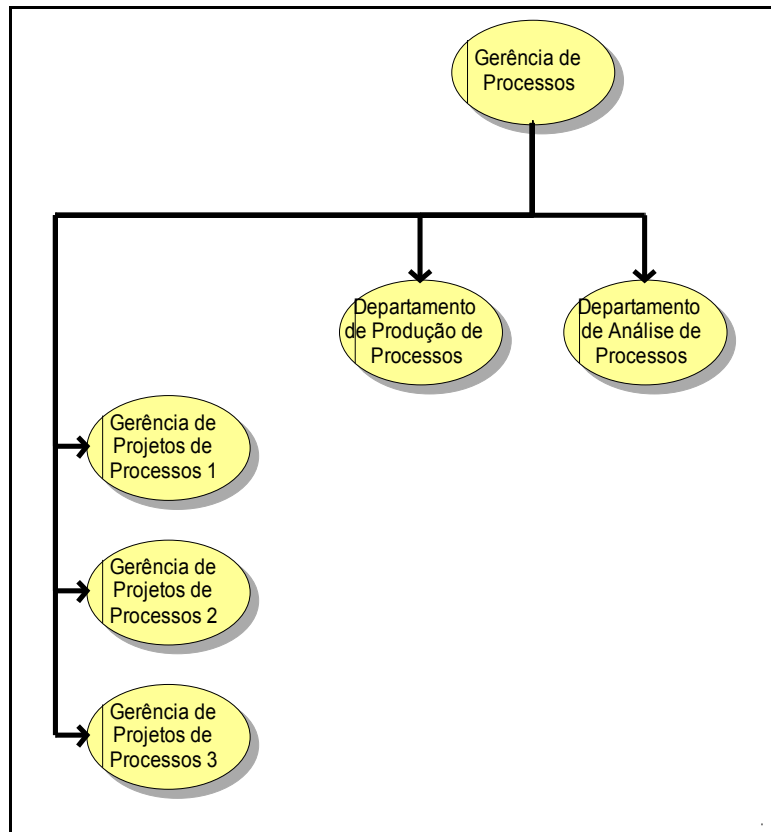 Gerência de
Processos
Departamento
de Produção de
Processos
Departamento
de Análise de
Processos
Gerência de
Projetos de
Processos 1
Gerência de
Projetos de
Processos 2
Gerência de
Projetos de
Processos 3